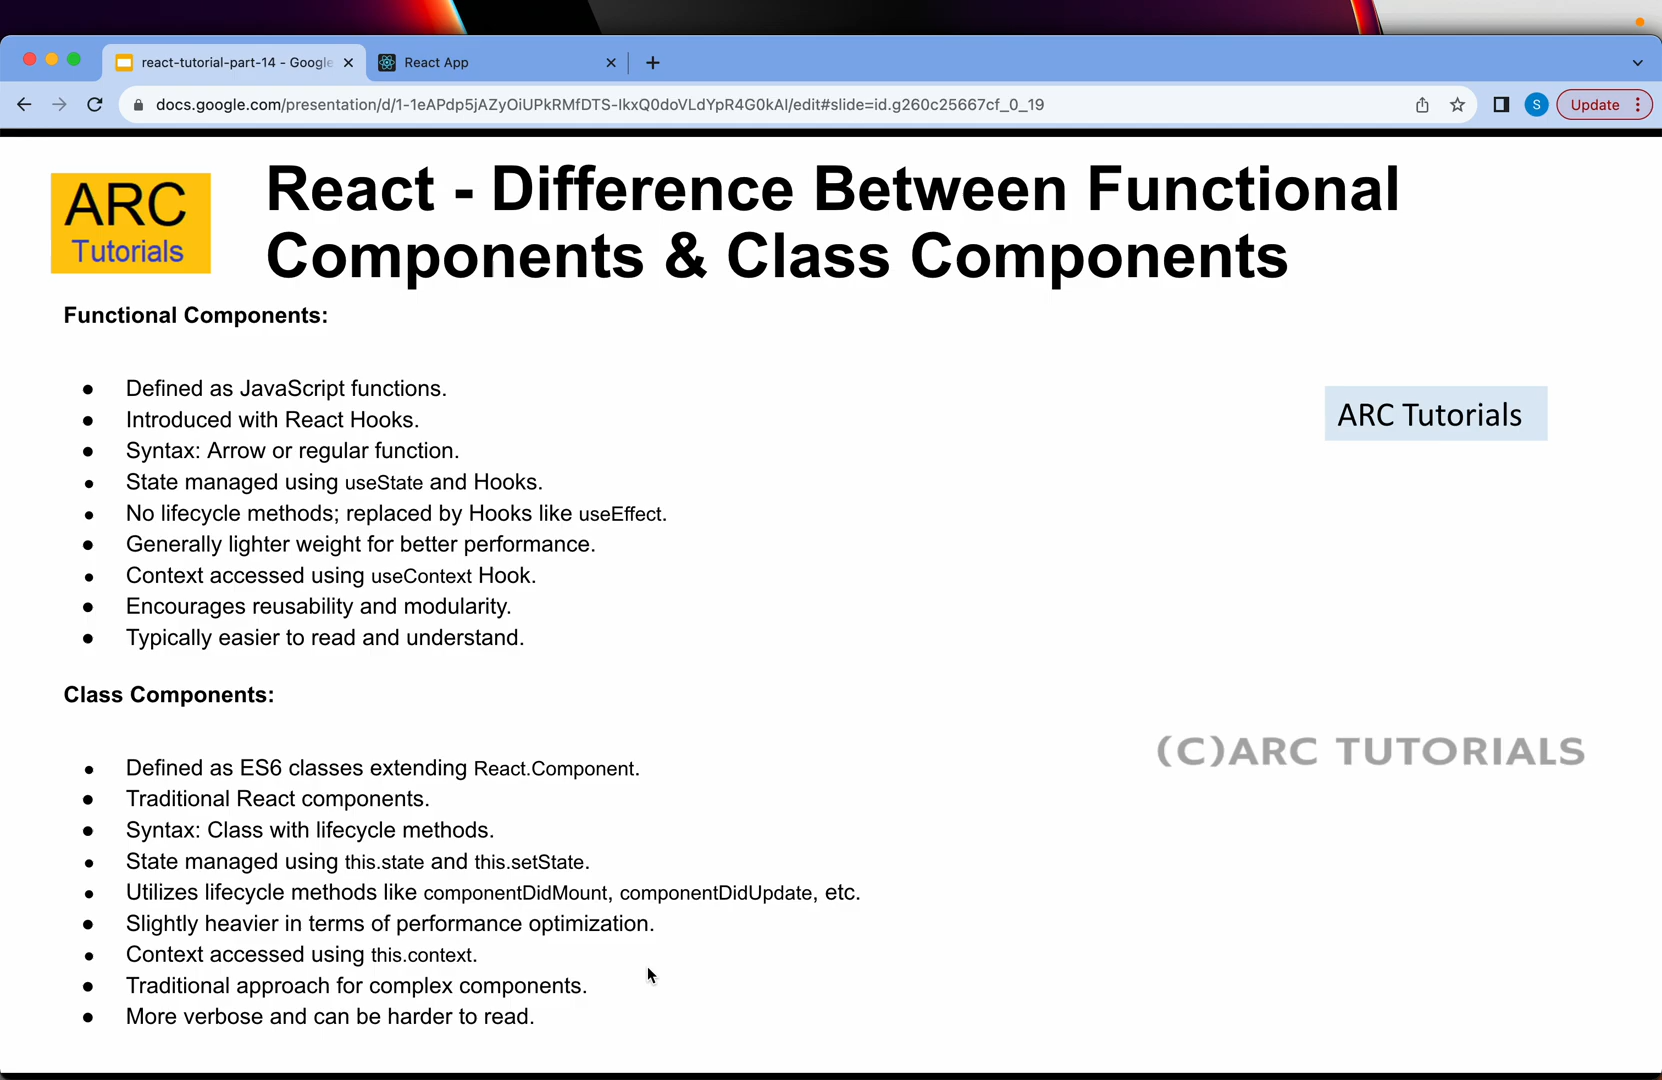 react-tutorial-part-14 - Google
React App
docs.google.com/presentation/d/1-1eAPdp5jAZyOiUPkRMfDTS-IkxQ0doVLdYpR4G0kAI/edit#slide=id.g260c25667cf_0_19
S
Update
ARC
Tutorials
React - Difference Between Functional
Components & Class Components
Functional Components:
● Defined as JavaScript functions.
● Introduced with React Hooks.
● Syntax: Arrow or regular function.
● State managed using useState and Hooks.
● No lifecycle methods; replaced by Hooks like useEffect.
● Generally lighter weight for better performance.
● Context accessed using useContext Hook.
● Encourages reusability and modularity.
● Typically easier to read and understand.
ARC Tutorials
Class Components:
● Defined as ES6 classes extending React.Component.
● Traditional React components.
● Syntax: Class with lifecycle methods.
● State managed using this.state and this.setState.
● Utilizes lifecycle methods like componentDidMount, componentDidUpdate, etc.
● Slightly heavier in terms of performance optimization.
● Context accessed using this.context.
● Traditional approach for complex components.
● More verbose and can be harder to read.
(C)ARC TUTORIALS